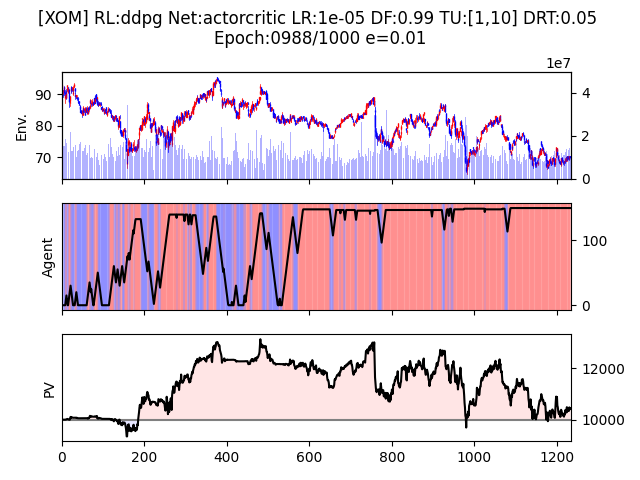 [XOM] RL:ddpg Net:actorcritic LR:1e-05 DF:0.99 TU:[1,10] DRT:0.05
Epoch:0988/1000 e=0.01
1e7
Env.
90
80
70
4
2
0
Agent
100
0
PV
12000
10000
0 200 400 600 800 1000 1200